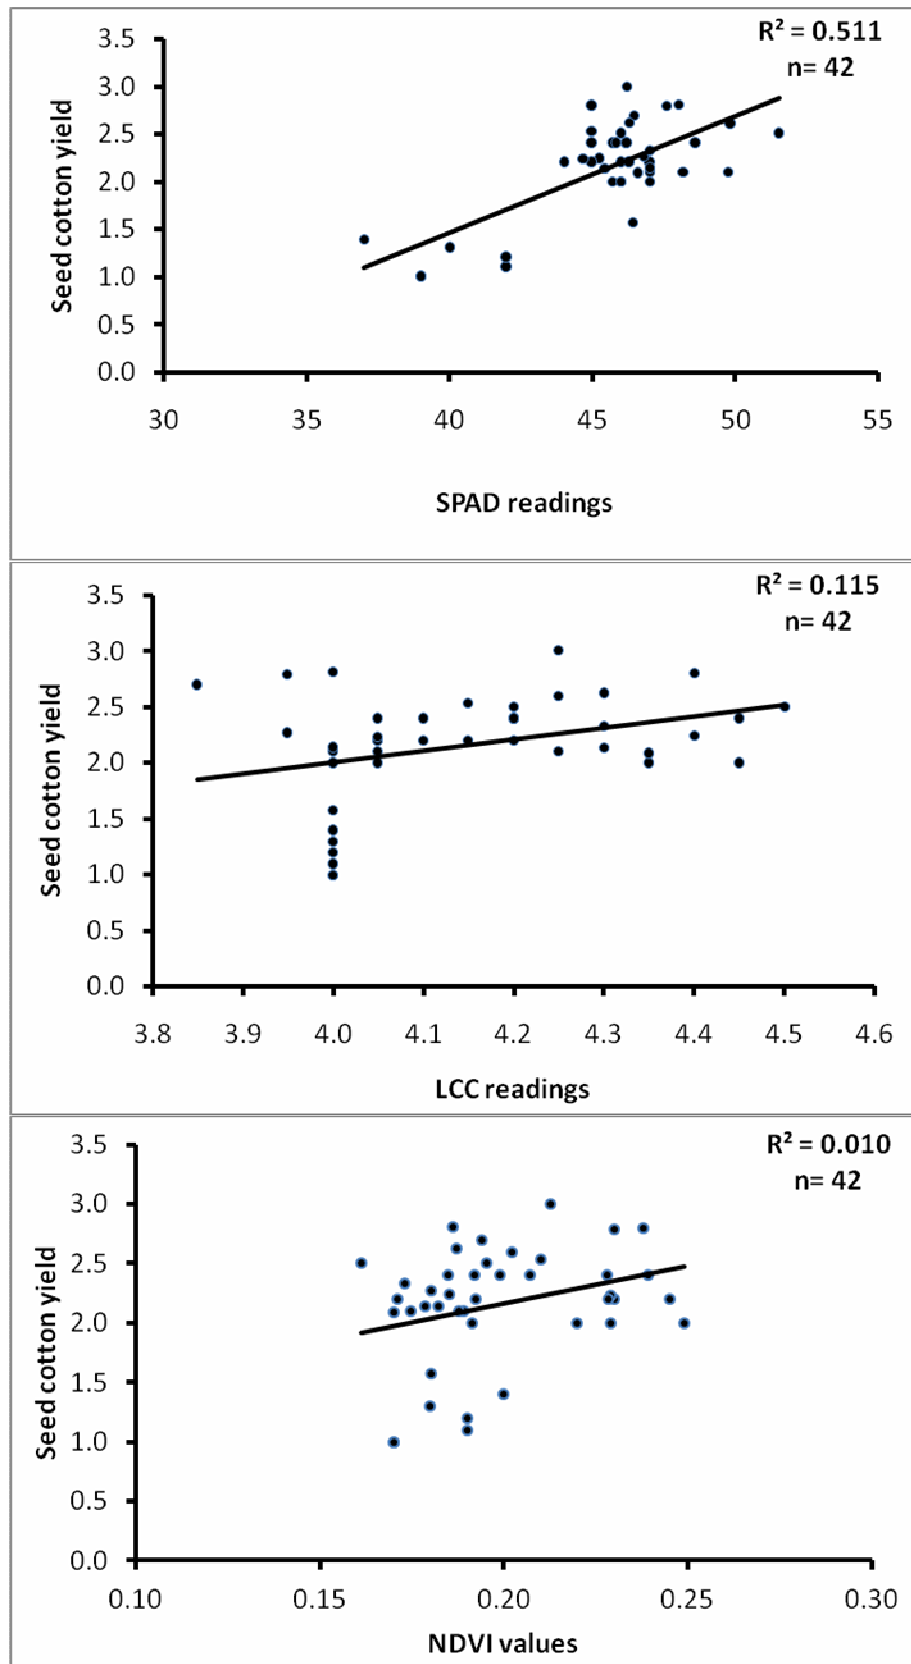 R² = 0.511
n= 42
3.5
3.0
2.5
2.0
1.5
1.0
0.5
0.0
Seed cotton yield
30 35 40 45 50 55
SPAD readings
R² = 0.115
n= 42
3.5
3.0
2.5
2.0
1.5
1.0
0.5
0.0
Seed cotton yield
3.8 3.9 4.0 4.1 4.2 4.3 4.4 4.5 4.6
LCC readings
R² = 0.010
n= 42
3.5
3.0
2.5
2.0
1.5
1.0
0.5
0.0
Seed cotton yield
0.10 0.15 0.20 0.25 0.30
NDVI values